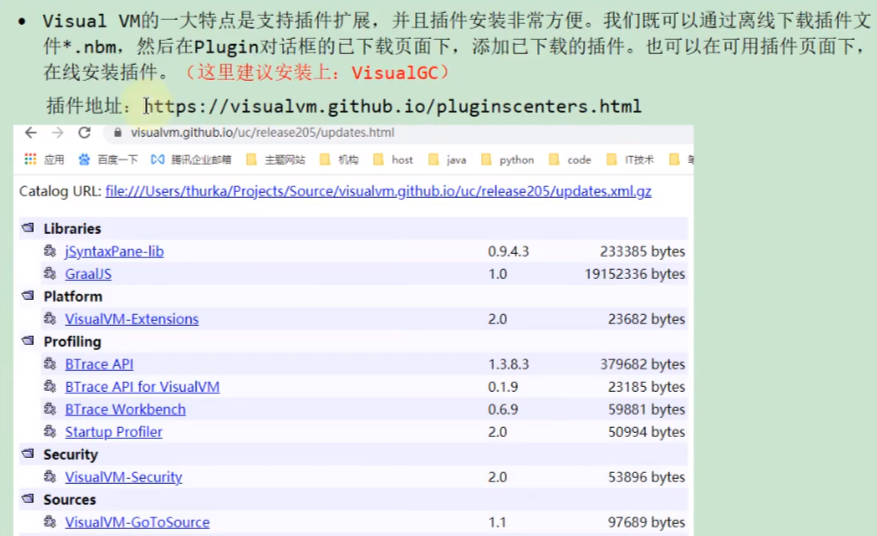 • Visual VM的一大特点是支持插件扩展，并且插件安装非常方便。我们既可以通过离线下载插件文
件*.nbm，然后在Plugin对话框的已下载页面下，添加已下载的插件。也可以在可用插件页面下，
在线安装插件。（这里建议安装上：VisualGC）
插件地址：https://visualvm.github.io/pluginscenters.html
visualvm.github.io/uc/release205/updates.html
应用 百度一下 腾讯企业邮箱 主题网站 机构 host java python code IT技术
Catalog URL: file:///Users/thurka/Projects/Source/visualvm.github.io/uc/release205/updates.xml.gz
Libraries
jSyntaxPane-lib 0.9.4.3 233385 bytes
GraalJS 1.0 19152336 bytes
Platform
VisualVM-Extensions 2.0 23682 bytes
Profiling
BTrace API 1.3.8.3 379682 bytes
BTrace API for VisualVM 0.1.9 23185 bytes
BTrace Workbench 0.6.9 59881 bytes
Startup Profiler 2.0 50994 bytes
Security
VisualVM-Security 2.0 53896 bytes
Sources
VisualVM-GoToSource 1.1 97689 bytes